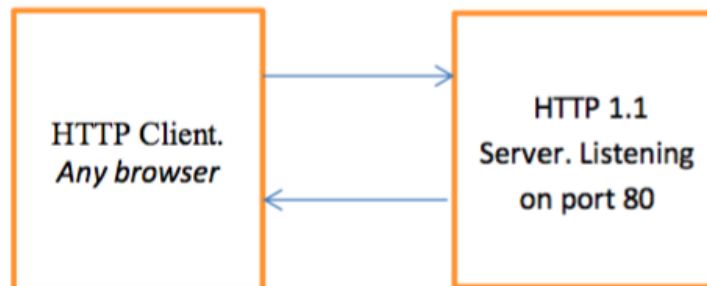 HTTP Client.
Any browser
HTTP 1.1
Server. Listening
on port 80